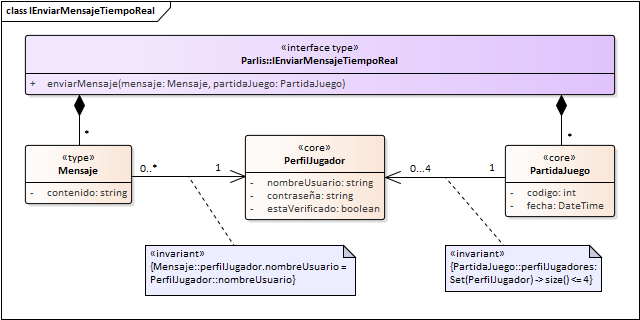 class IEnviarMensajeTiempoReal
«interface type»
Parlis::IEnviarMensajeTiempoReal
+ enviarMensaje(mensaje: Mensaje, partidaJuego: PartidaJuego)
* *
«type»
Mensaje
- contenido: string
0..* 1
«core»
PerfilJugador
- nombreUsuario: string
- contraseña: string
- estaVerificado: boolean
0...4 1
«core»
PartidaJuego
- codigo: int
- fecha: DateTime
«invariant»
{Mensaje::perfilJugador.nombreUsuario =
PerfilJugador::nombreUsuario}
«invariant»
{PartidaJuego::perfilJugadores:
Set(PerfilJugador) -> size() <= 4}